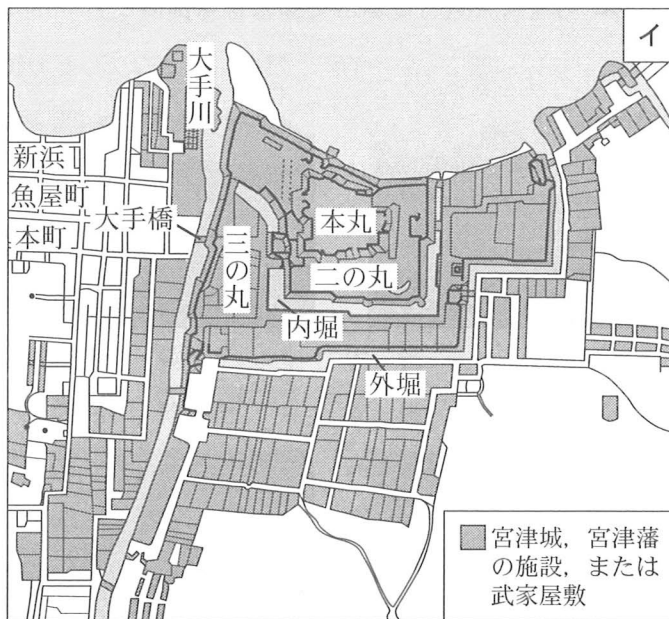 イ
大手川
新浜
魚屋町
本町
大手橋
三の丸
本丸
二の丸
内堀
外堀
宮津城，宮津藩
の施設，または
武家屋敷